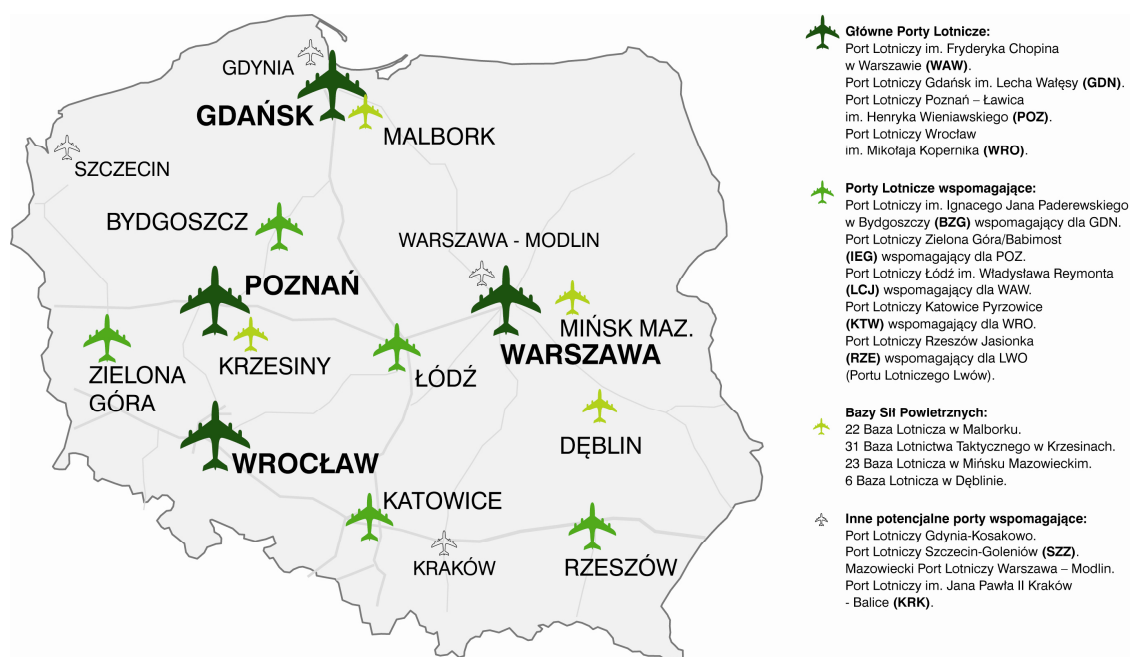 GDYNIA
GDAŃSK
MALBORK
SZCZECIN
BYDGOSZCZ
WARSZAWA - MODLIN
POZNAŃ
MIŃSK MAZ.
WARSZAWA
KRZESINY
ZIELONA
GÓRA
ŁÓDŹ
DĘBLIN
WROCŁAW
KATOWICE
KRAKÓW
RZESZÓW
Główne Porty Lotnicze:
Port Lotniczy im. Fryderyka Chopina
w Warszawie (WAW).
Port Lotniczy Gdańsk im. Lecha Wałęsy (GDN).
Port Lotniczy Poznań – Ławica
im. Henryka Wieniawskiego (POZ).
Port Lotniczy Wrocław
im. Mikołaja Kopernika (WRO).
Porty Lotnicze wspomagające:
Port Lotniczy im. Ignacego Jana Paderewskiego
w Bydgoszczy (BZG) wspomagający dla GDN.
Port Lotniczy Zielona Góra/Babimost
(IEG) wspomagający dla POZ.
Port Lotniczy Łódź im. Władysława Reymonta
(LCJ) wspomagający dla WAW.
Port Lotniczy Katowice Pyrzowice
(KTW) wspomagający dla WRO.
Port Lotniczy Rzeszów Jasionka
(RZE) wspomagający dla LWO
(Portu Lotniczego Lwów).
Bazy Sił Powietrznych:
22 Baza Lotnicza w Malborku.
31 Baza Lotnictwa Taktycznego w Krzesinach.
23 Baza Lotnicza w Mińsku Mazowieckim.
6 Baza Lotnicza w Dęblinie.
Inne potencjalne porty wspomagające:
Port Lotniczy Gdynia-Kosakowo.
Port Lotniczy Szczecin-Goleniów (SZZ).
Mazowiecki Port Lotniczy Warszawa – Modlin.
Port Lotniczy im. Jana Pawła II Kraków
- Balice (KRK).